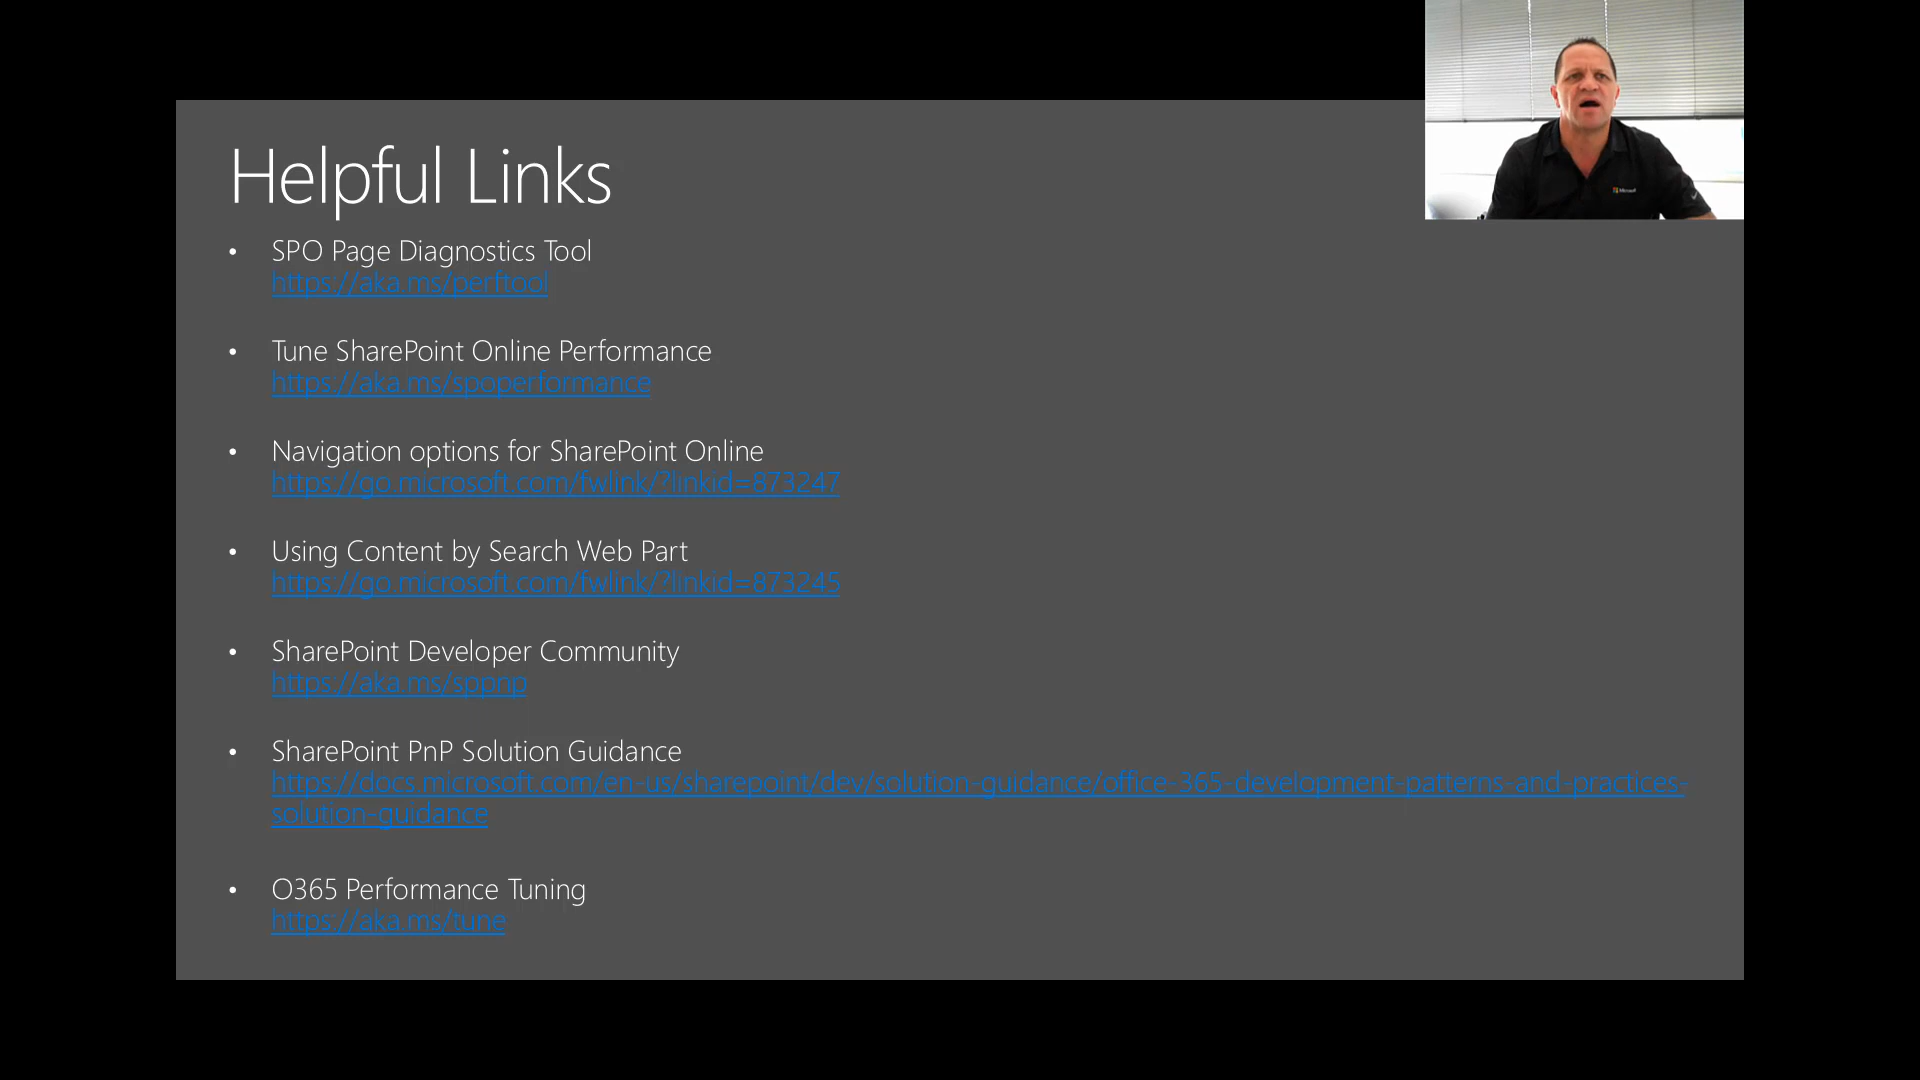 Helpful Links
• SPO Page Diagnostics Tool
https://aka.ms/perftool
• Tune SharePoint Online Performance
https://aka.ms/spoperformance
• Navigation options for SharePoint Online
https://go.microsoft.com/fwlink/?linkid=873247
• Using Content by Search Web Part
https://go.microsoft.com/fwlink/?linkid=873245
• SharePoint Developer Community
https://aka.ms/sppnp
• SharePoint PnP Solution Guidance
https://docs.microsoft.com/en-us/sharepoint/dev/solution-guidance/office-365-development-patterns-and-practices-
solution-guidance
• O365 Performance Tuning
https://aka.ms/tune
Microsoft